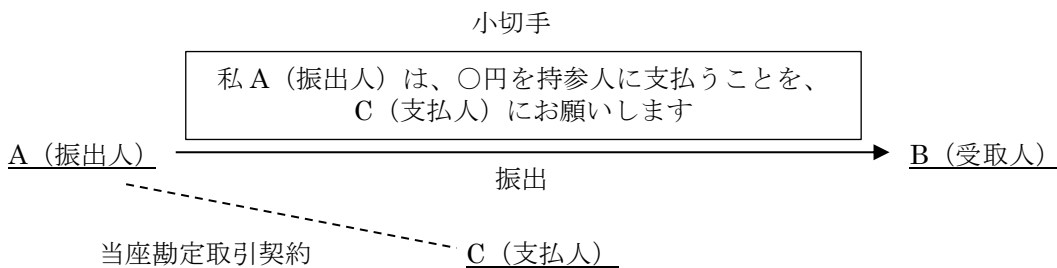 小切手
私 A（振出人）は、○円を持参人に支払うことを、
C（支払人）にお願いします
A（振出人）
B（受取人）
振出
当座勘定取引契約
C（支払人）